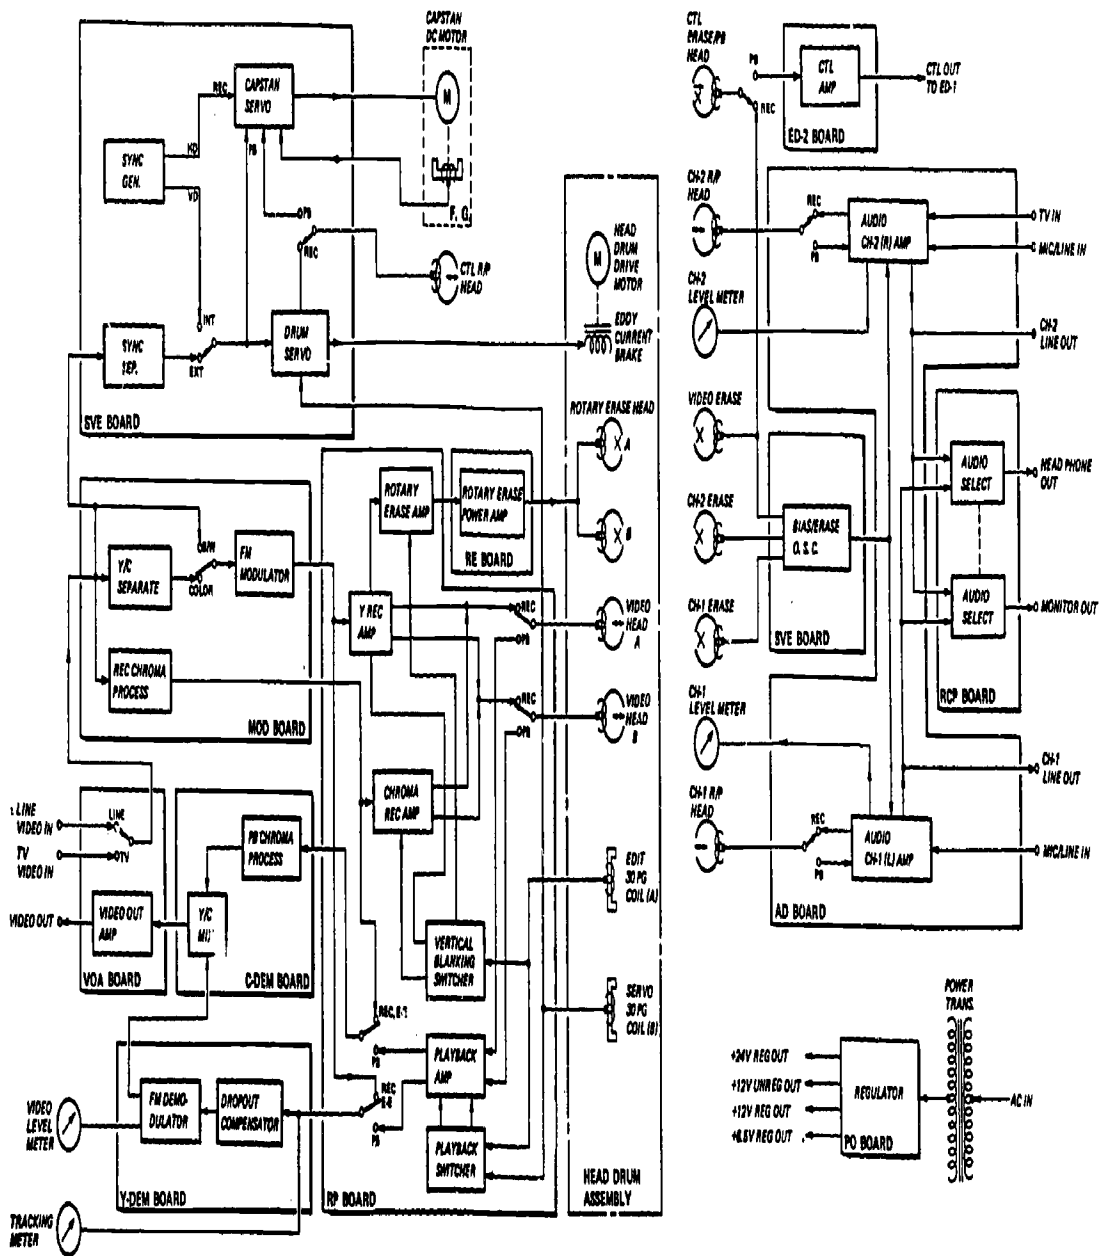 CAPSTAN
DC MOTOR
M
F. G.
REC
CAPSTAN
SERVO
HD
VD
PB
SYNC
GEN.
PB
REC
CTL R/P
HEAD
INT
EXT
SYNC
SEP.
DRUM
SERVO
SVE BOARD
HEAD
DRUM
DRIVE
MOTOR
M
EDDY
CURRENT
BRAKE
ROTARY ERASE HEAD
A
B
ROTARY
ERASE AMP
ROTARY ERASE
POWER AMP
RE BOARD
Y/C
SEPARATE
B/W
COLOR
FM
MODULATOR
REC CHROMA
PROCESS
MOD BOARD
Y REC
AMP
REC
PB
VIDEO
HEAD
A
REC
PB
VIDEO
HEAD
B
CHROMA
REC AMP
LINE
VIDEO IN
TV
VIDEO IN
LINE
TV
VIDEO OUT
VIDEO OUT
AMP
VOA BOARD
PB CHROMA
PROCESS
Y/C
C-DEM BOARD
VERTICAL
BLANKING
SWITCHER
EDIT
30 PG
COIL (A)
SERVO
30 PG
COIL (B)
REC, E-E
PB
PLAYBACK
AMP
REC
E-E
PB
PLAYBACK
SWITCHER
RP BOARD
HEAD DRUM
ASSEMBLY
VIDEO
LEVEL
METER
FM DEMO-
DULATOR
DROPOUT
COMPENSATOR
Y-DEM BOARD
TRACKING
METER
CTL
ERASE/PB
HEAD
PB
REC
CTL
AMP
ED-2 BOARD
CTL OUT
TO ED-1
CH-2 R/P
HEAD
REC
PB
AUDIO
CH-2 (R) AMP
TV IN
MIC/LINE IN
CH-2
LEVEL METER
CH-2
LINE OUT
VIDEO ERASE
CH-2 ERASE
BIAS/ERASE
O. S. C.
CH-1 ERASE
SVE BOARD
AUDIO
SELECT
HEAD PHONE
OUT
AUDIO
SELECT
MONITOR OUT
RCP BOARD
CH-1
LEVEL METER
CH-1
LINE OUT
CH-1 R/P
HEAD
REC
PB
AUDIO
CH-1 (L) AMP
MIC/LINE IN
AD BOARD
POWER
TRANS.
+24V REG OUT
+12V UNREG OUT
+12V REG OUT
+6.5V REG OUT
REGULATOR
PO BOARD
AC IN